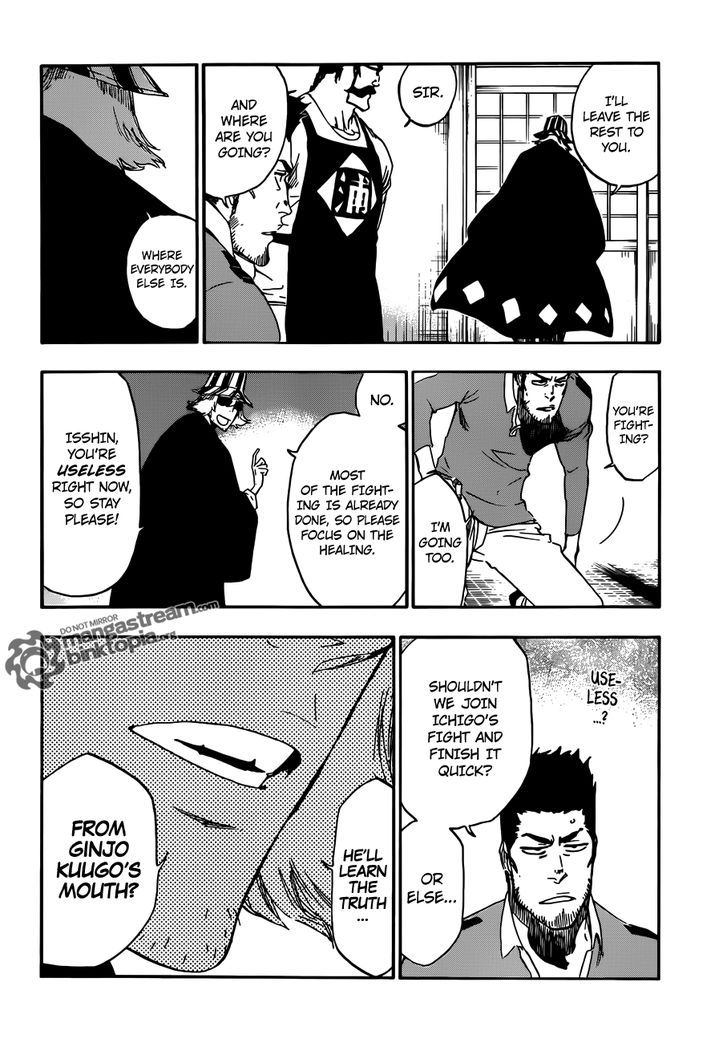 I'LL
LEAVE THE
REST TO
YOU.
SIR.
AND
WHERE
ARE YOU
GOING?
浦
WHERE
EVERYBODY
ELSE IS.
YOU'RE
FIGHT-
ING?
I'M
GOING
TOO.
NO.
MOST
OF THE FIGHT-
ING IS ALREADY
DONE, SO PLEASE
FOCUS ON THE
HEALING.
ISSHIN,
YOU'RE
USELESS
RIGHT NOW,
SO STAY
PLEASE!
DO NOT MIRROR
mangastream.com
binktopia.org
USE-
LESS
...?
SHOULDN'T
WE JOIN
ICHIGO'S
FIGHT AND
FINISH IT
QUICK?
OR
ELSE...
HE'LL
LEARN
THE
TRUTH
...
FROM
GINJO
KUUGO'S
MOUTH?